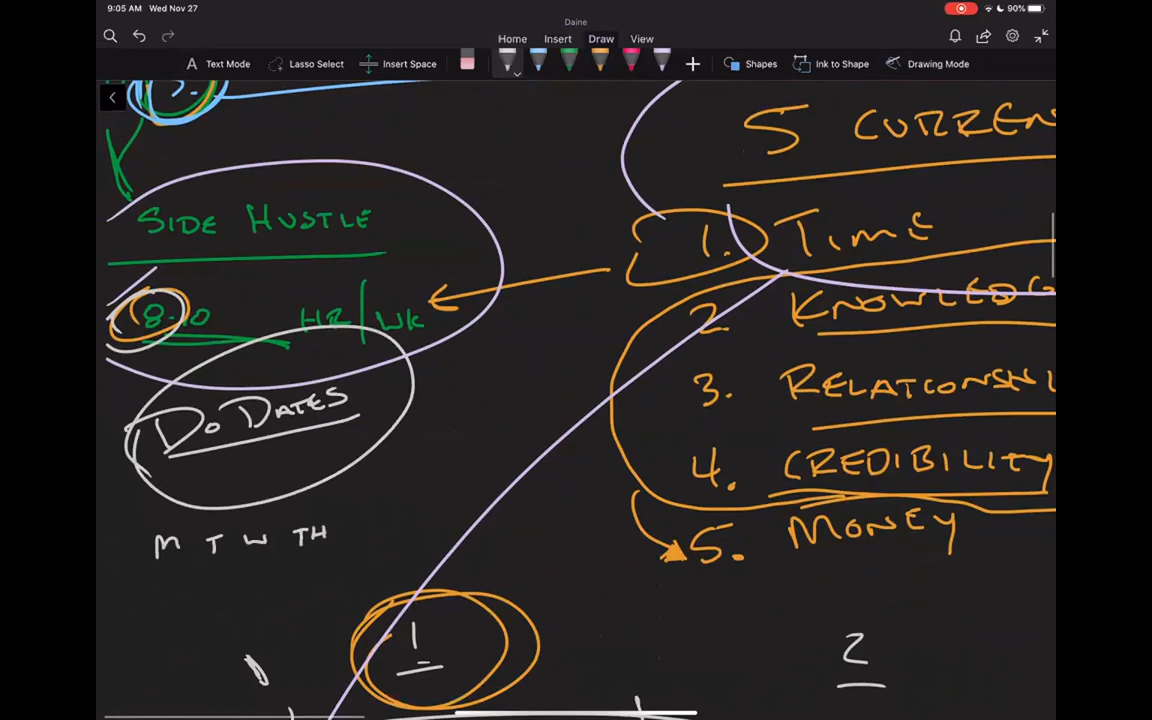 9:05 AM Wed Nov 27
90%
Daine
Home Insert Draw View
Text Mode Lasso Select Insert Space Shapes Ink to Shape Drawing Mode
3.
5 CURREN
SIDE HUSTLE
1. TIME
8-10 HR/WK
2 KNOWLEDG
DO DATES
3. RELATIONSHI
4. CREDIBILITY
M T W TH
5. MONEY
1
2